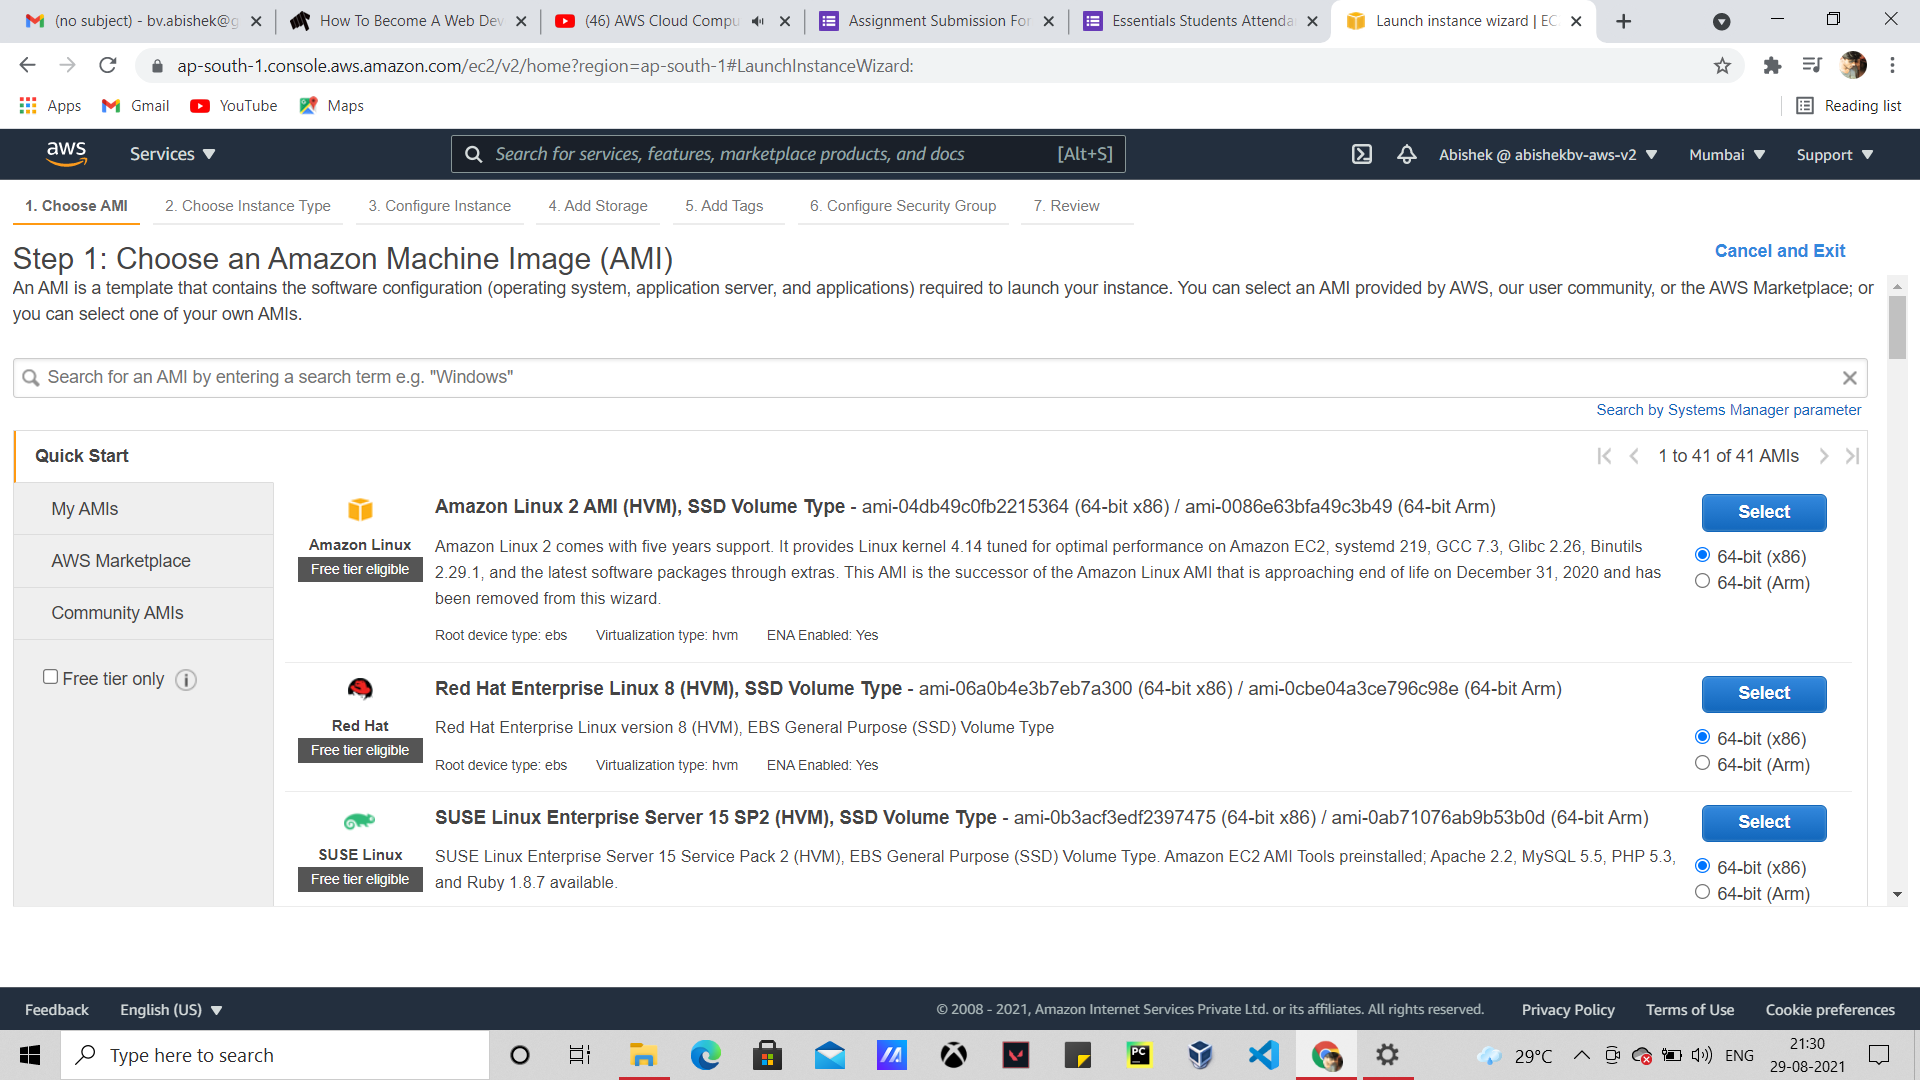 (no subject) - bv.abishek@g
How To Become A Web Dev
(46) AWS Cloud Compu
Assignment Submission For
Essentials Students Attenda
Launch instance wizard | EC
ap-south-1.console.aws.amazon.com/ec2/v2/home?region=ap-south-1#LaunchInstanceWizard:
Apps Gmail YouTube Maps Reading list
aws Services Search for services, features, marketplace products, and docs [Alt+S] Abishek @ abishekbv-aws-v2 Mumbai Support
1. Choose AMI 2. Choose Instance Type 3. Configure Instance 4. Add Storage 5. Add Tags 6. Configure Security Group 7. Review
Step 1: Choose an Amazon Machine Image (AMI)
Cancel and Exit
An AMI is a template that contains the software configuration (operating system, application server, and applications) required to launch your instance. You can select an AMI provided by AWS, our user community, or the AWS Marketplace; or
you can select one of your own AMIs.
Search for an AMI by entering a search term e.g. "Windows"
Search by Systems Manager parameter
Quick Start
1 to 41 of 41 AMIs
My AMIs
AWS Marketplace
Community AMIs
Free tier only
Amazon Linux
Free tier eligible
Amazon Linux 2 AMI (HVM), SSD Volume Type - ami-04db49c0fb2215364 (64-bit x86) / ami-0086e63bfa49c3b49 (64-bit Arm)
Amazon Linux 2 comes with five years support. It provides Linux kernel 4.14 tuned for optimal performance on Amazon EC2, systemd 219, GCC 7.3, Glibc 2.26, Binutils
2.29.1, and the latest software packages through extras. This AMI is the successor of the Amazon Linux AMI that is approaching end of life on December 31, 2020 and has
been removed from this wizard.
Root device type: ebs Virtualization type: hvm ENA Enabled: Yes
Select
64-bit (x86)
64-bit (Arm)
Red Hat
Free tier eligible
Red Hat Enterprise Linux 8 (HVM), SSD Volume Type - ami-06a0b4e3b7eb7a300 (64-bit x86) / ami-0cbe04a3ce796c98e (64-bit Arm)
Red Hat Enterprise Linux version 8 (HVM), EBS General Purpose (SSD) Volume Type
Root device type: ebs Virtualization type: hvm ENA Enabled: Yes
Select
64-bit (x86)
64-bit (Arm)
SUSE Linux
Free tier eligible
SUSE Linux Enterprise Server 15 SP2 (HVM), SSD Volume Type - ami-0b3acf3edf2397475 (64-bit x86) / ami-0ab71076ab9b53b0d (64-bit Arm)
SUSE Linux Enterprise Server 15 Service Pack 2 (HVM), EBS General Purpose (SSD) Volume Type. Amazon EC2 AMI Tools preinstalled; Apache 2.2, MySQL 5.5, PHP 5.3,
and Ruby 1.8.7 available.
Select
64-bit (x86)
64-bit (Arm)
Feedback English (US) © 2008 - 2021, Amazon Internet Services Private Ltd. or its affiliates. All rights reserved. Privacy Policy Terms of Use Cookie preferences
Type here to search
PC
29°C
ENG
21:30
29-08-2021